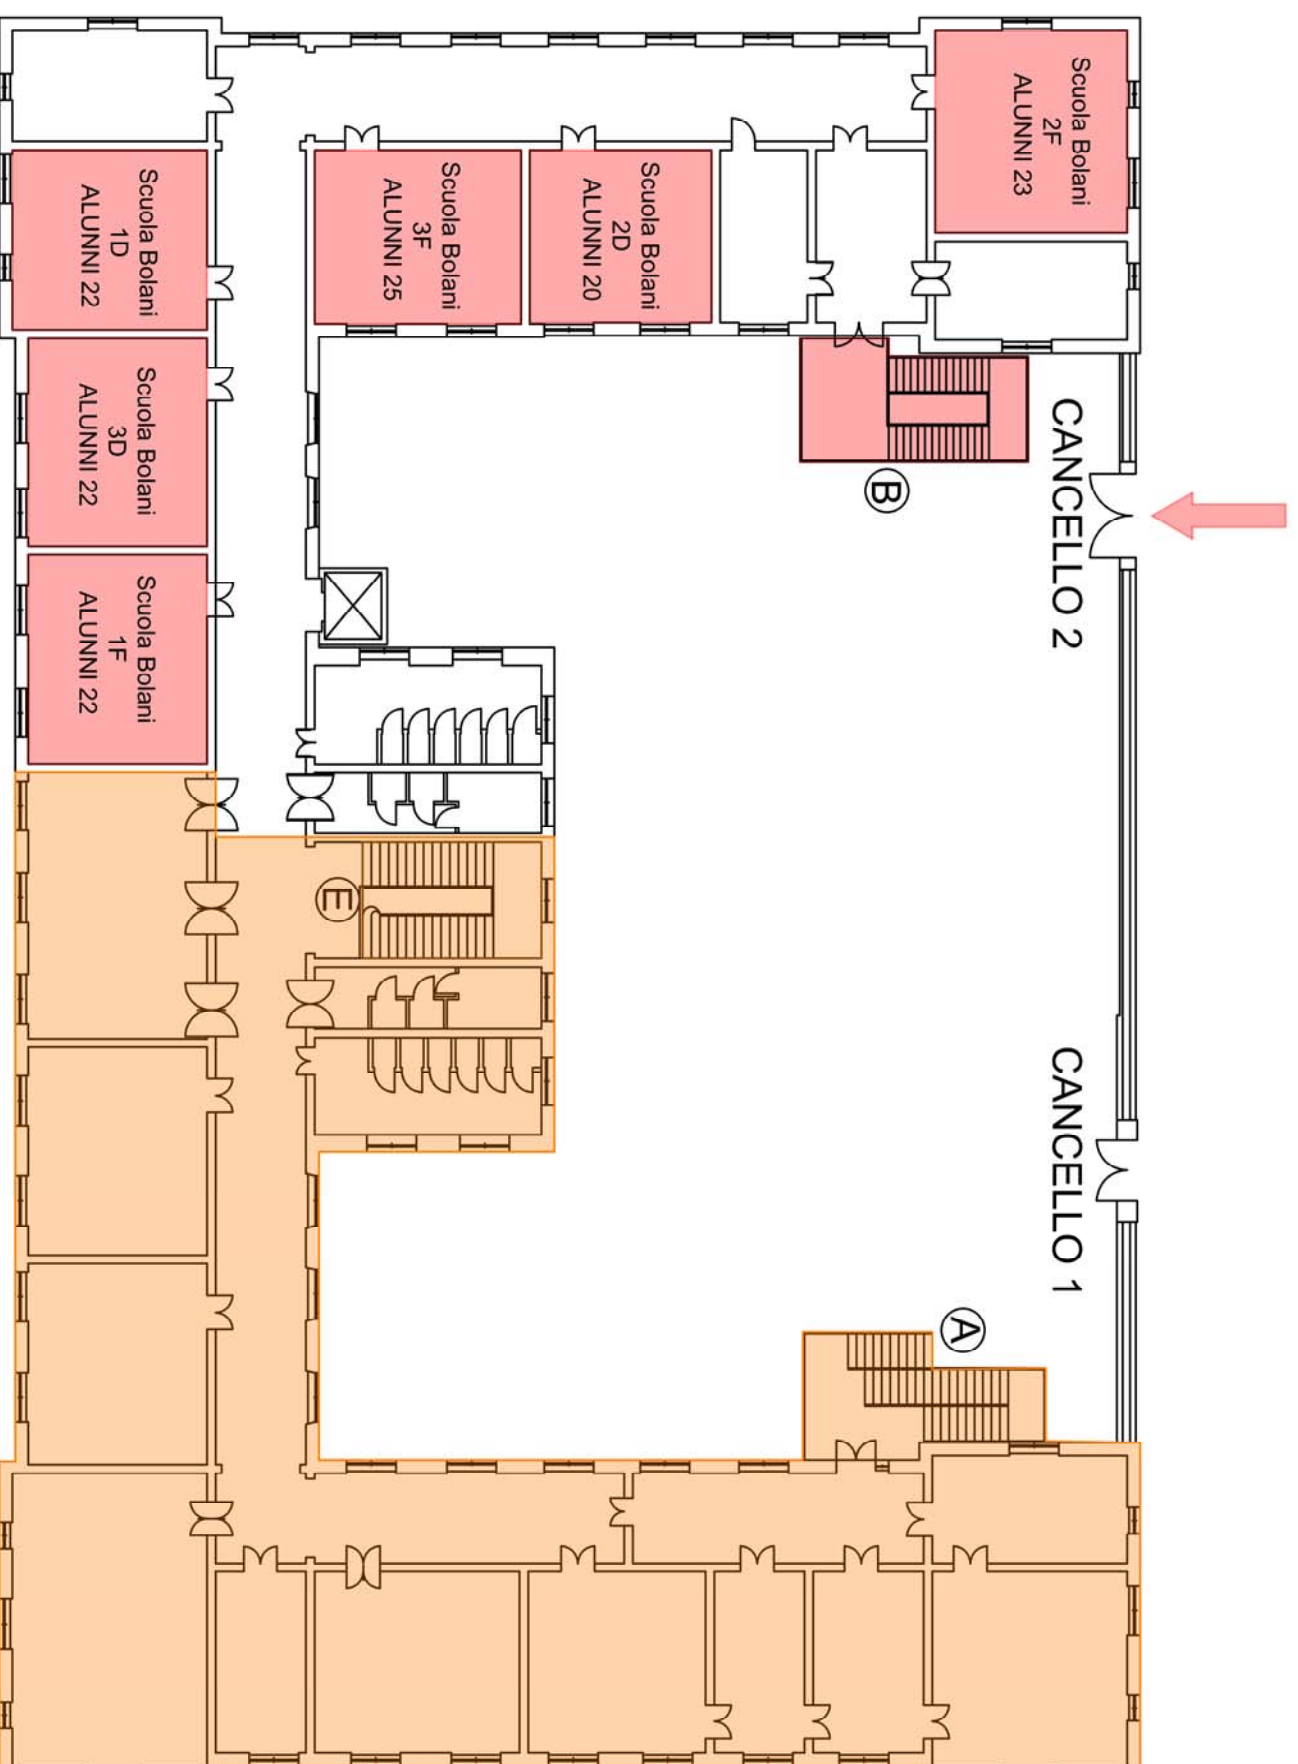 Scuola Bolani
2F
ALUNNI 23
Scuola Bolani
1D
ALUNNI 22
Scuola Bolani
3F
ALUNNI 25
Scuola Bolani
2D
ALUNNI 20
Scuola Bolani
3D
ALUNNI 22
Scuola Bolani
1F
ALUNNI 22
CANCELLO 2
B
E
CANCELLO 1
A